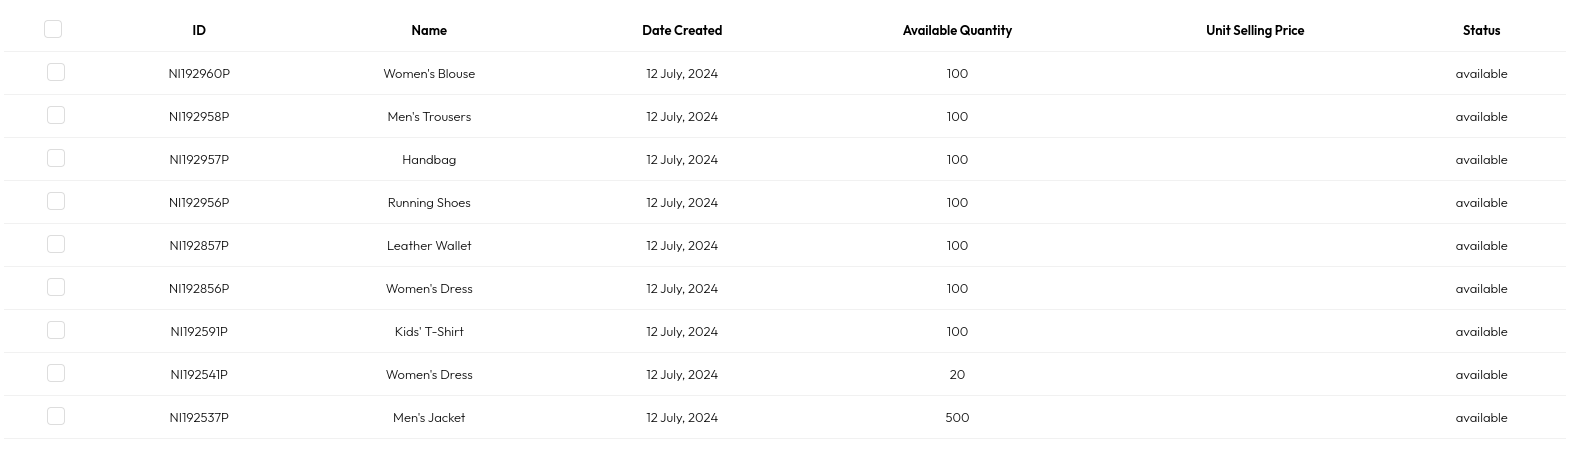 ID Name Date Created Available Quantity Unit Selling Price Status
NI192960P Women's Blouse 12 July, 2024 100 available
NI192958P Men's Trousers 12 July, 2024 100 available
NI192957P Handbag 12 July, 2024 100 available
NI192956P Running Shoes 12 July, 2024 100 available
NI192857P Leather Wallet 12 July, 2024 100 available
NI192856P Women's Dress 12 July, 2024 100 available
NI192591P Kids' T-Shirt 12 July, 2024 100 available
NI192541P Women's Dress 12 July, 2024 20 available
NI192537P Men's Jacket 12 July, 2024 500 available